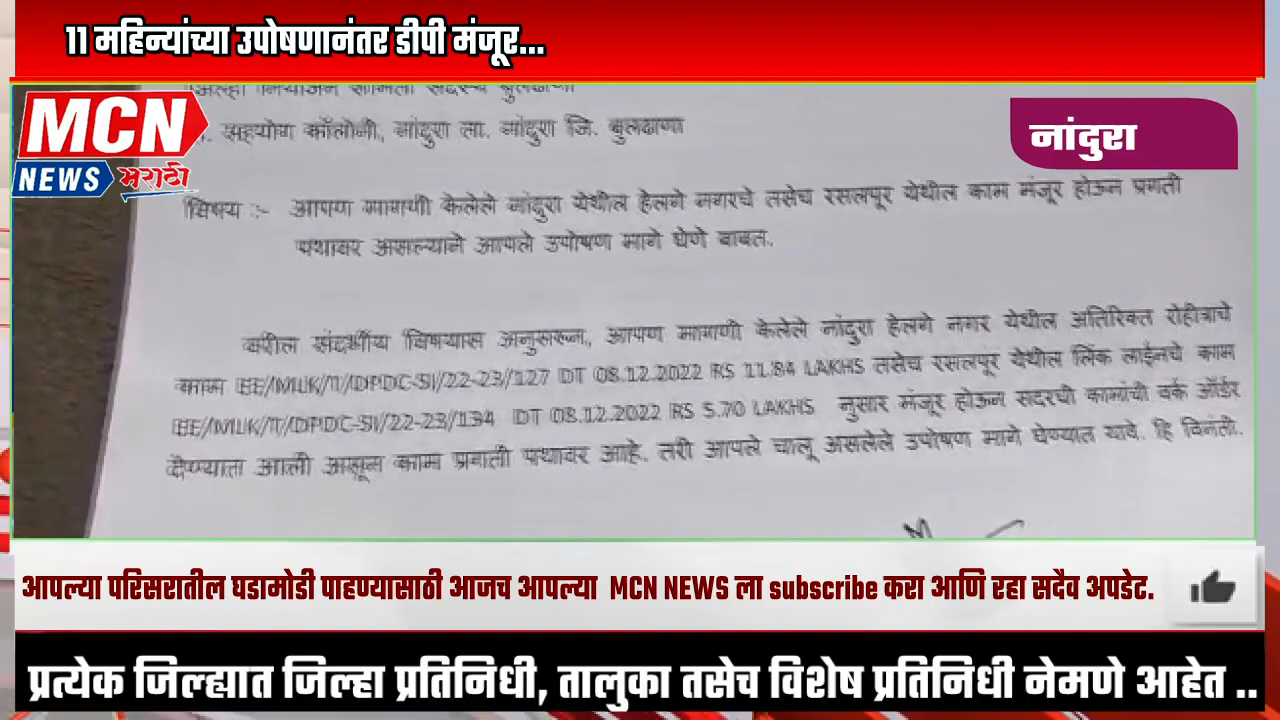 11 महिन्यांच्या उपोषणानंतर डीपी मंजूर...
MCN
NEWS मराठी
नांदुरा
जिल्हा नियोजन समिती सदस्य बुलढाणा
सहयोग कॉलोनी, नांदुरा ता. नांदुरा जि. बुलढाणा
विषय :- आपण मागणी केलेले नांदुरा येथील हेलगे नगरचे तसेच रसलपूर येथील काम मंजूर होऊन प्रगती
पथावर असल्याने आपले उपोषण मागे घेणे बाबत.
वरील संदर्भीय विषयास अनुसरून, आपण मागणी केलेले नांदुरा हेलगे नगर येथील अतिरिक्त रोहीत्राचे
काम EE/MLK/T/DPDC-SI/22-23/127 DT 08.12.2022 RS 11.84 LAKHS तसेच रसलपूर येथील लिंक लाईनचे काम
EE/MLK/T/DPDC-SI/22-23/134 DT 08.12.2022 RS 5.70 LAKHS नुसार मंजूर होऊन सदरची कामांची वर्क ऑर्डर
देण्याता आली असून काम प्रगती पथावर आहे. तरी आपले चालू असलेले उपोषण मागे घेण्यात यावे. हि विनंती.
आपल्या परिसरातील घडामोडी पाहण्यासाठी आजच आपल्या MCN NEWS ला subscribe करा आणि रहा सदैव अपडेट.
प्रत्येक जिल्ह्यात जिल्हा प्रतिनिधी, तालुका तसेच विशेष प्रतिनिधी नेमणे आहेत ..